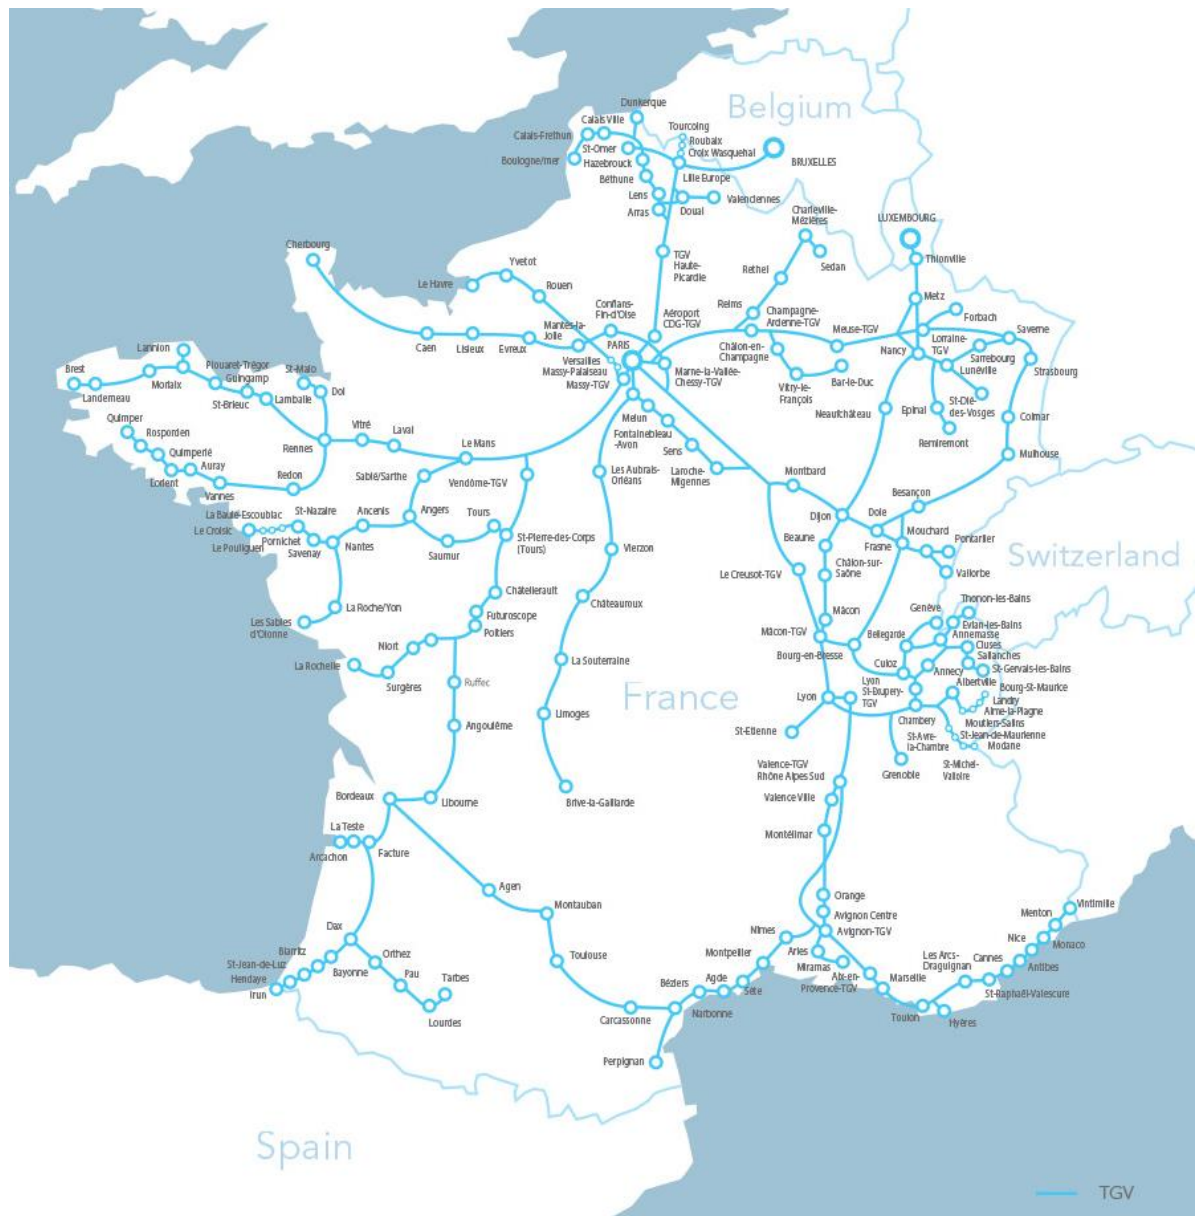 Dunkerque
Belgium
Calais Ville
Tourcoing
Calais-Frethun
Roubaix
St-Omer
Croix Wasquehal
Boulogne/mer
Hazebrouck
BRUXELLES
Béthune
Lille Europe
Lens
Valenciennes
Arras
Douai
Charleville-
Mézières
LUXEMBOURG
Cherbourg
TGV
Haute-
Picardie
Sedan
Thionville
Yvetot
Rethel
Le Havre
Rouen
Metz
Conflans-
Fin-d'Oise
Reims
Forbach
Mantes-la-
Jolie
Aéroport
CDG-TGV
Champagne-
Ardenne-TGV
Meuse-TGV
Saverne
Caen
Lisieux
Evreux
PARIS
Lorraine-
TGV
Lannion
Versailles
Châlon-en-
Champagne
Nancy
Sarrebourg
Plouaret-Trégor
St-Malo
Massy-Palaiseau
Marne-la-Vallée-
Chessy-TGV
Lunéville
Strasbourg
Brest
Guingamp
Massy-TGV
Landerneau
Morlaix
Dol
Vitry-le-
François
Bar-le-Duc
St-Dié-
des-Vosges
Quimper
St-Brieuc
Lamballe
Melun
Neufchâteau
Epinal
Colmar
Rosporden
Vitré
Laval
Fontainebleau
-Avon
Remiremont
Quimperlé
Rennes
Le Mans
Sens
Mulhouse
Auray
Redon
Sablé/Sarthe
Vendôme-TGV
Les Aubrais-
Orléans
Laroche-
Migennes
Montbard
Lorient
Vannes
Besançon
La Baule-Escoublac
St-Nazaire
Ancenis
Angers
Tours
Dijon
Dole
Mouchard
Le Croisic
Pornichet
St-Pierre-des-Corps
(Tours)
Beaune
Frasne
Pontarlier
Le Pouliguen
Savenay
Nantes
Saumur
Vierzon
Switzerland
Le Creusot-TGV
Châlon-sur-
Saône
Vallorbe
Châtellerault
Châteauroux
Thonon-les-Bains
La Roche/Yon
Futuroscope
Mâcon
Genève
Evian-les-Bains
Les Sables
d'Olonne
Poitiers
Mâcon-TGV
Bellegarde
Annemasse
Niort
Bourg-en-Bresse
Cluses
La Rochelle
La Souterraine
Culoz
Sallanches
Annecy
St-Gervais-les-Bains
Surgères
Ruffec
France
Lyon
St-Exupery-
TGV
Albertville
Bourg-St-Maurice
Lyon
Landry
Limoges
Aime-la-Plagne
Angoulême
St-Etienne
Chambery
Moutiers-Salins
St-Avre-
la-Chambre
St-Jean-de-Maurienne
Modane
Valence-TGV
Rhône Alpes Sud
Grenoble
St-Michel-
Valloire
Bordeaux
Libourne
Brive-la-Gaillarde
Valence Ville
La Teste
Montélimar
Arcachon
Facture
Agen
Orange
Montauban
Avignon Centre
Vintimille
Dax
Nîmes
Avignon-TGV
Menton
Biarritz
Toulouse
Montpellier
Arles
Nice
Monaco
St-Jean-de-Luz
Orthez
Miramas
Les Arcs-
Draguignan
Cannes
Antibes
Hendaye
Bayonne
Pau
Tarbes
Béziers
Agde
Aix-en-
Provence-TGV
Marseille
St-Raphaël-Valescure
Irun
Sète
Lourdes
Carcassonne
Narbonne
Toulon
Hyères
Perpignan
Spain
TGV